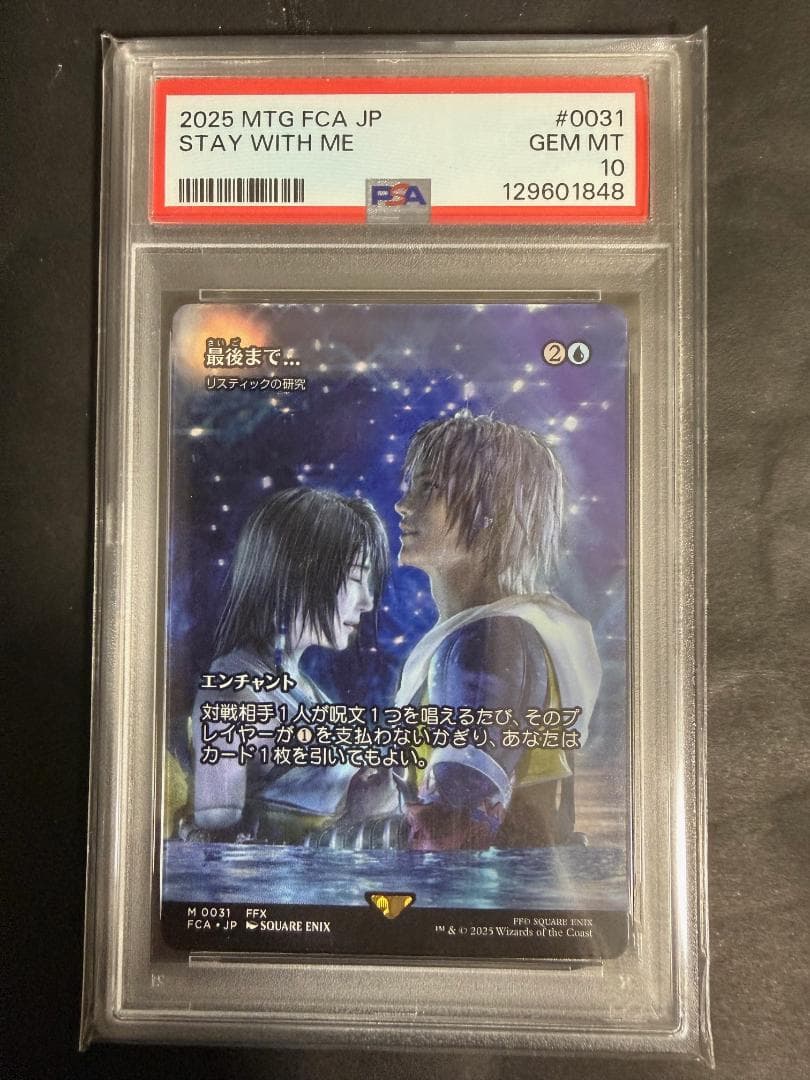 2025 MTG FCA JP #0031
STAY WITH ME GEM MT
10
PSA 129601848
さいご
最後まで… 2
リスティックの研究
エンチャント
対戦相手1人が呪文1つを唱えるたび、そのプ
レイヤーが1を支払わないかぎり、あなたは
カード1枚を引いてもよい。
M 0031 FFX
FCA • JP SQUARE ENIX
FF© SQUARE ENIX
™ & © 2025 Wizards of the Coast